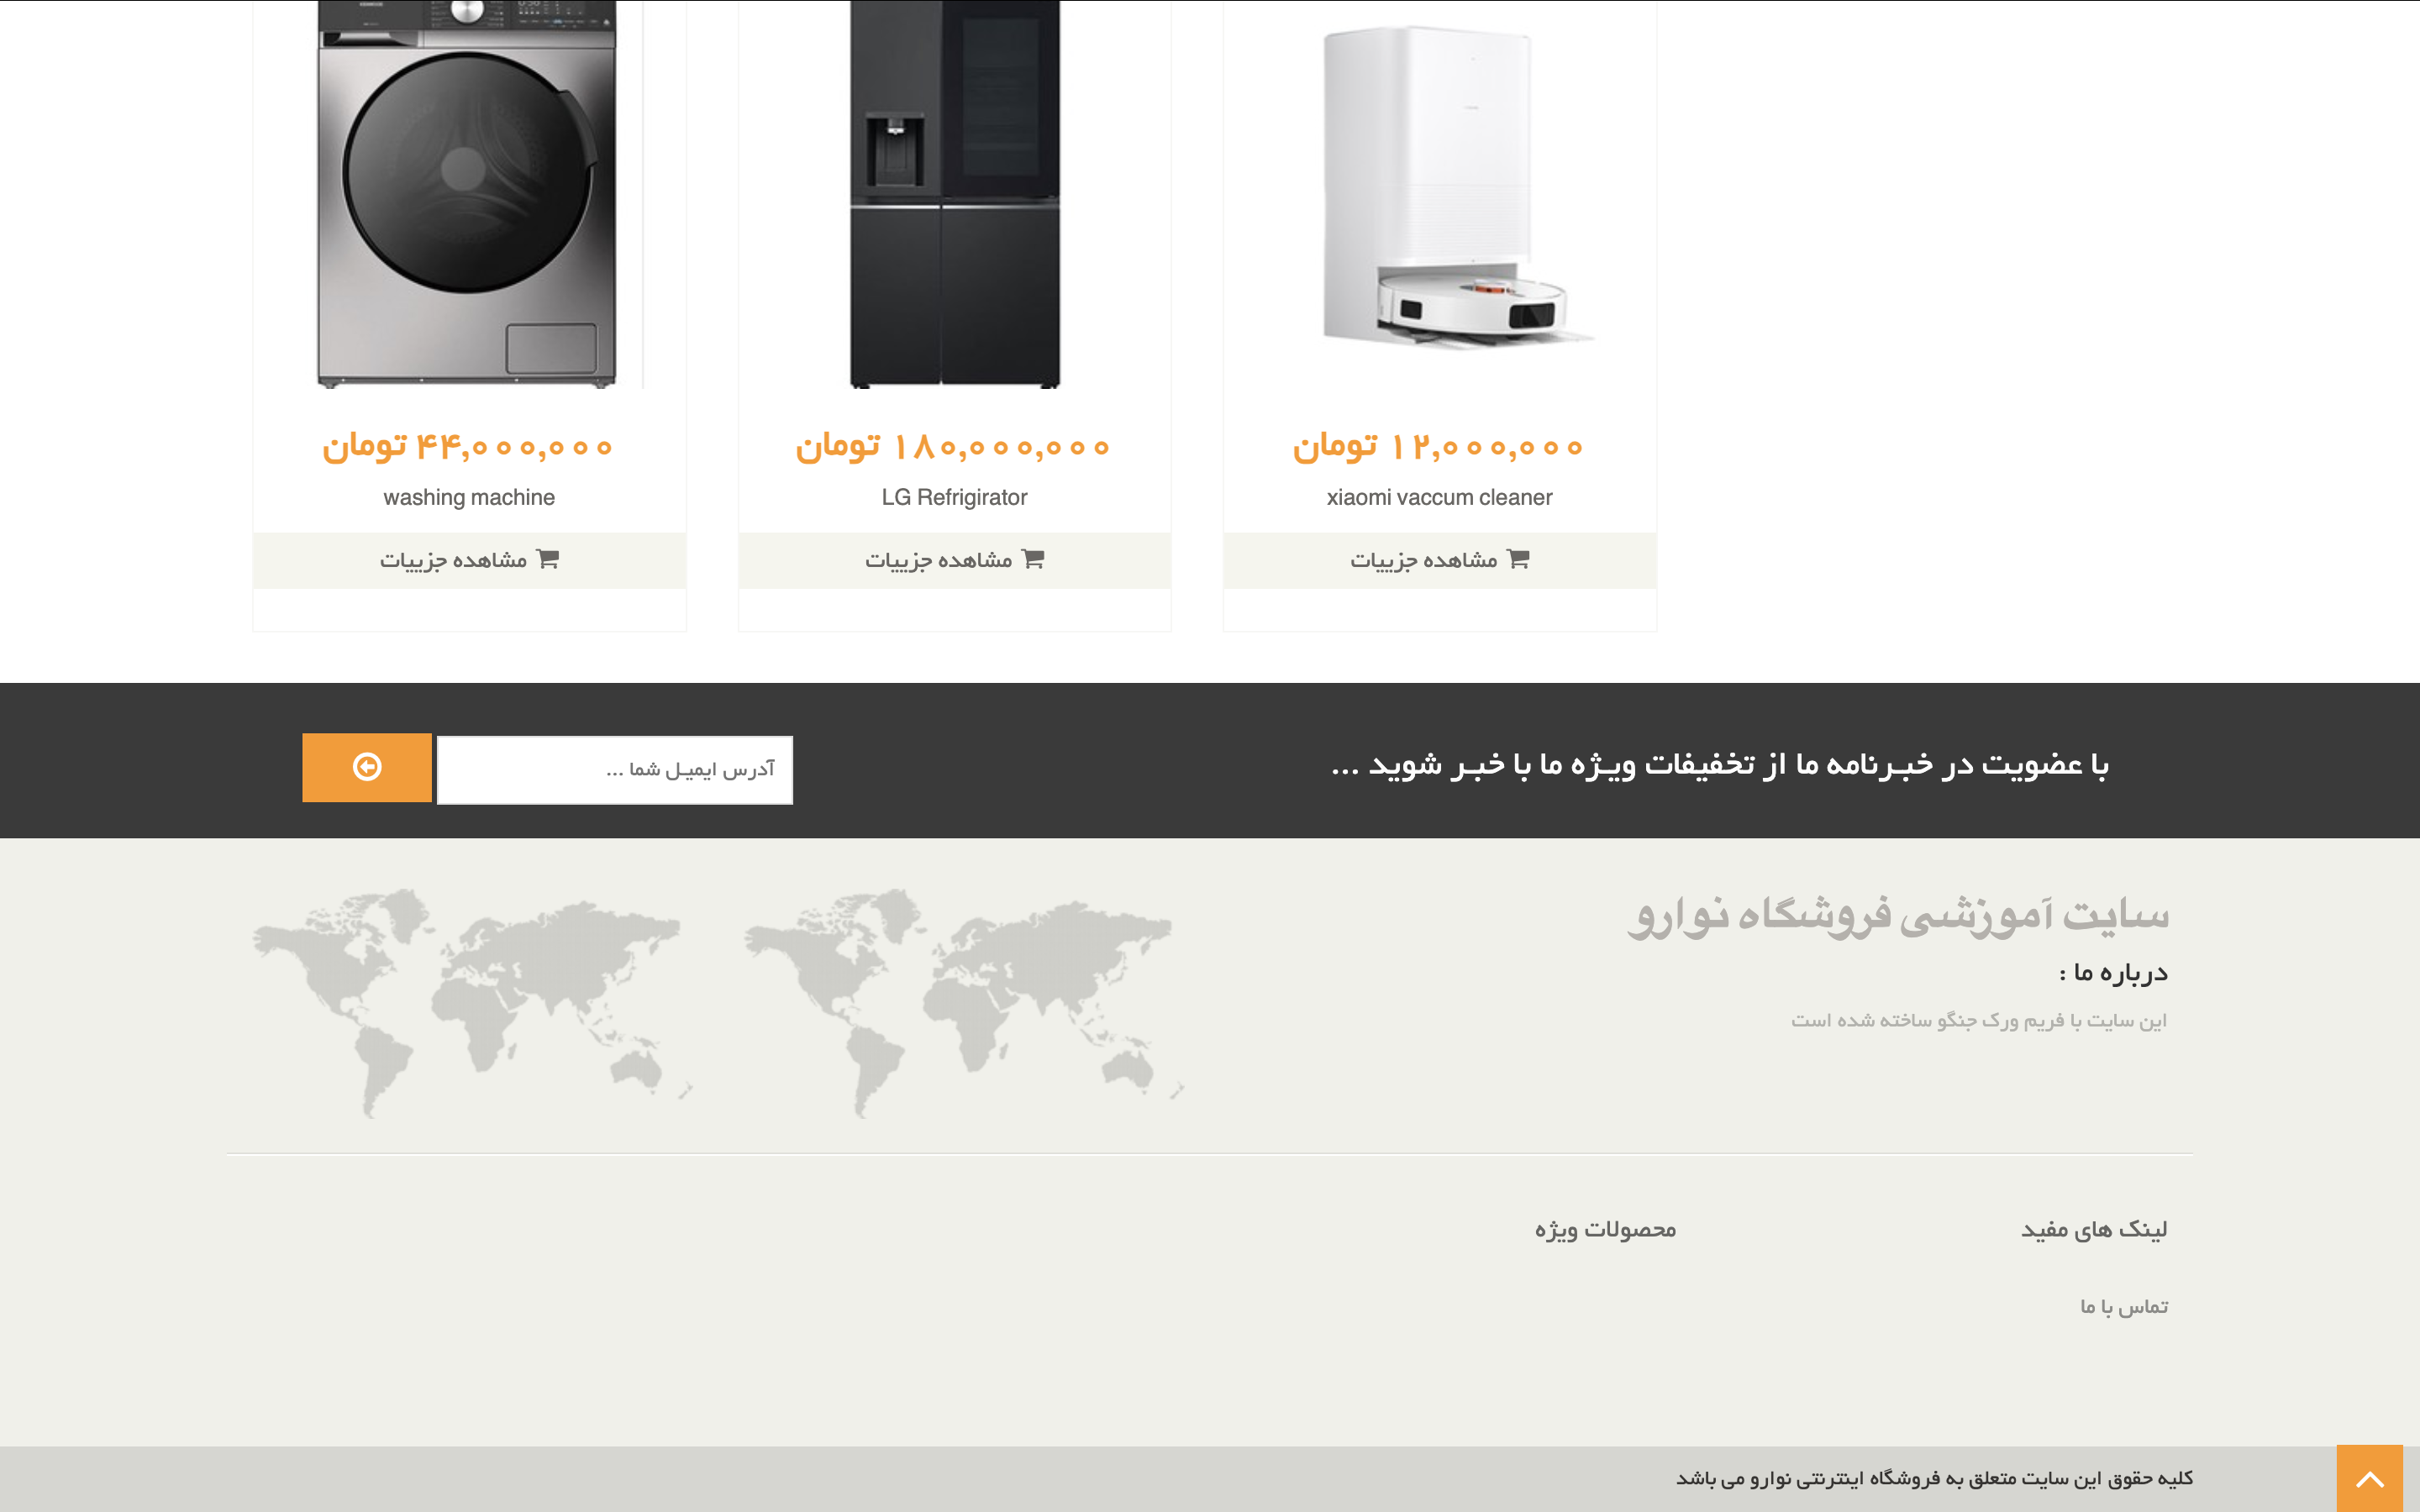 KENWOOD
۴۴,۰۰۰,۰۰۰ تومان
washing machine
مشاهده جزییات
۱۸۰,۰۰۰,۰۰۰ تومان
LG Refrigirator
مشاهده جزییات
۱۲,۰۰۰,۰۰۰ تومان
xiaomi vaccum cleaner
مشاهده جزییات
با عضویت در خبرنامه ما از تخفیفات ویژه ما با خبر شوید ...
آدرس ایمیل شما ...
سایت آموزشی فروشگاه نوارو
درباره ما :
این سایت با فریم ورک جنگو ساخته شده است
لینک های مفید
محصولات ویژه
تماس با ما
کلیه حقوق این سایت متعلق به فروشگاه اینترنتی نوارو می باشد